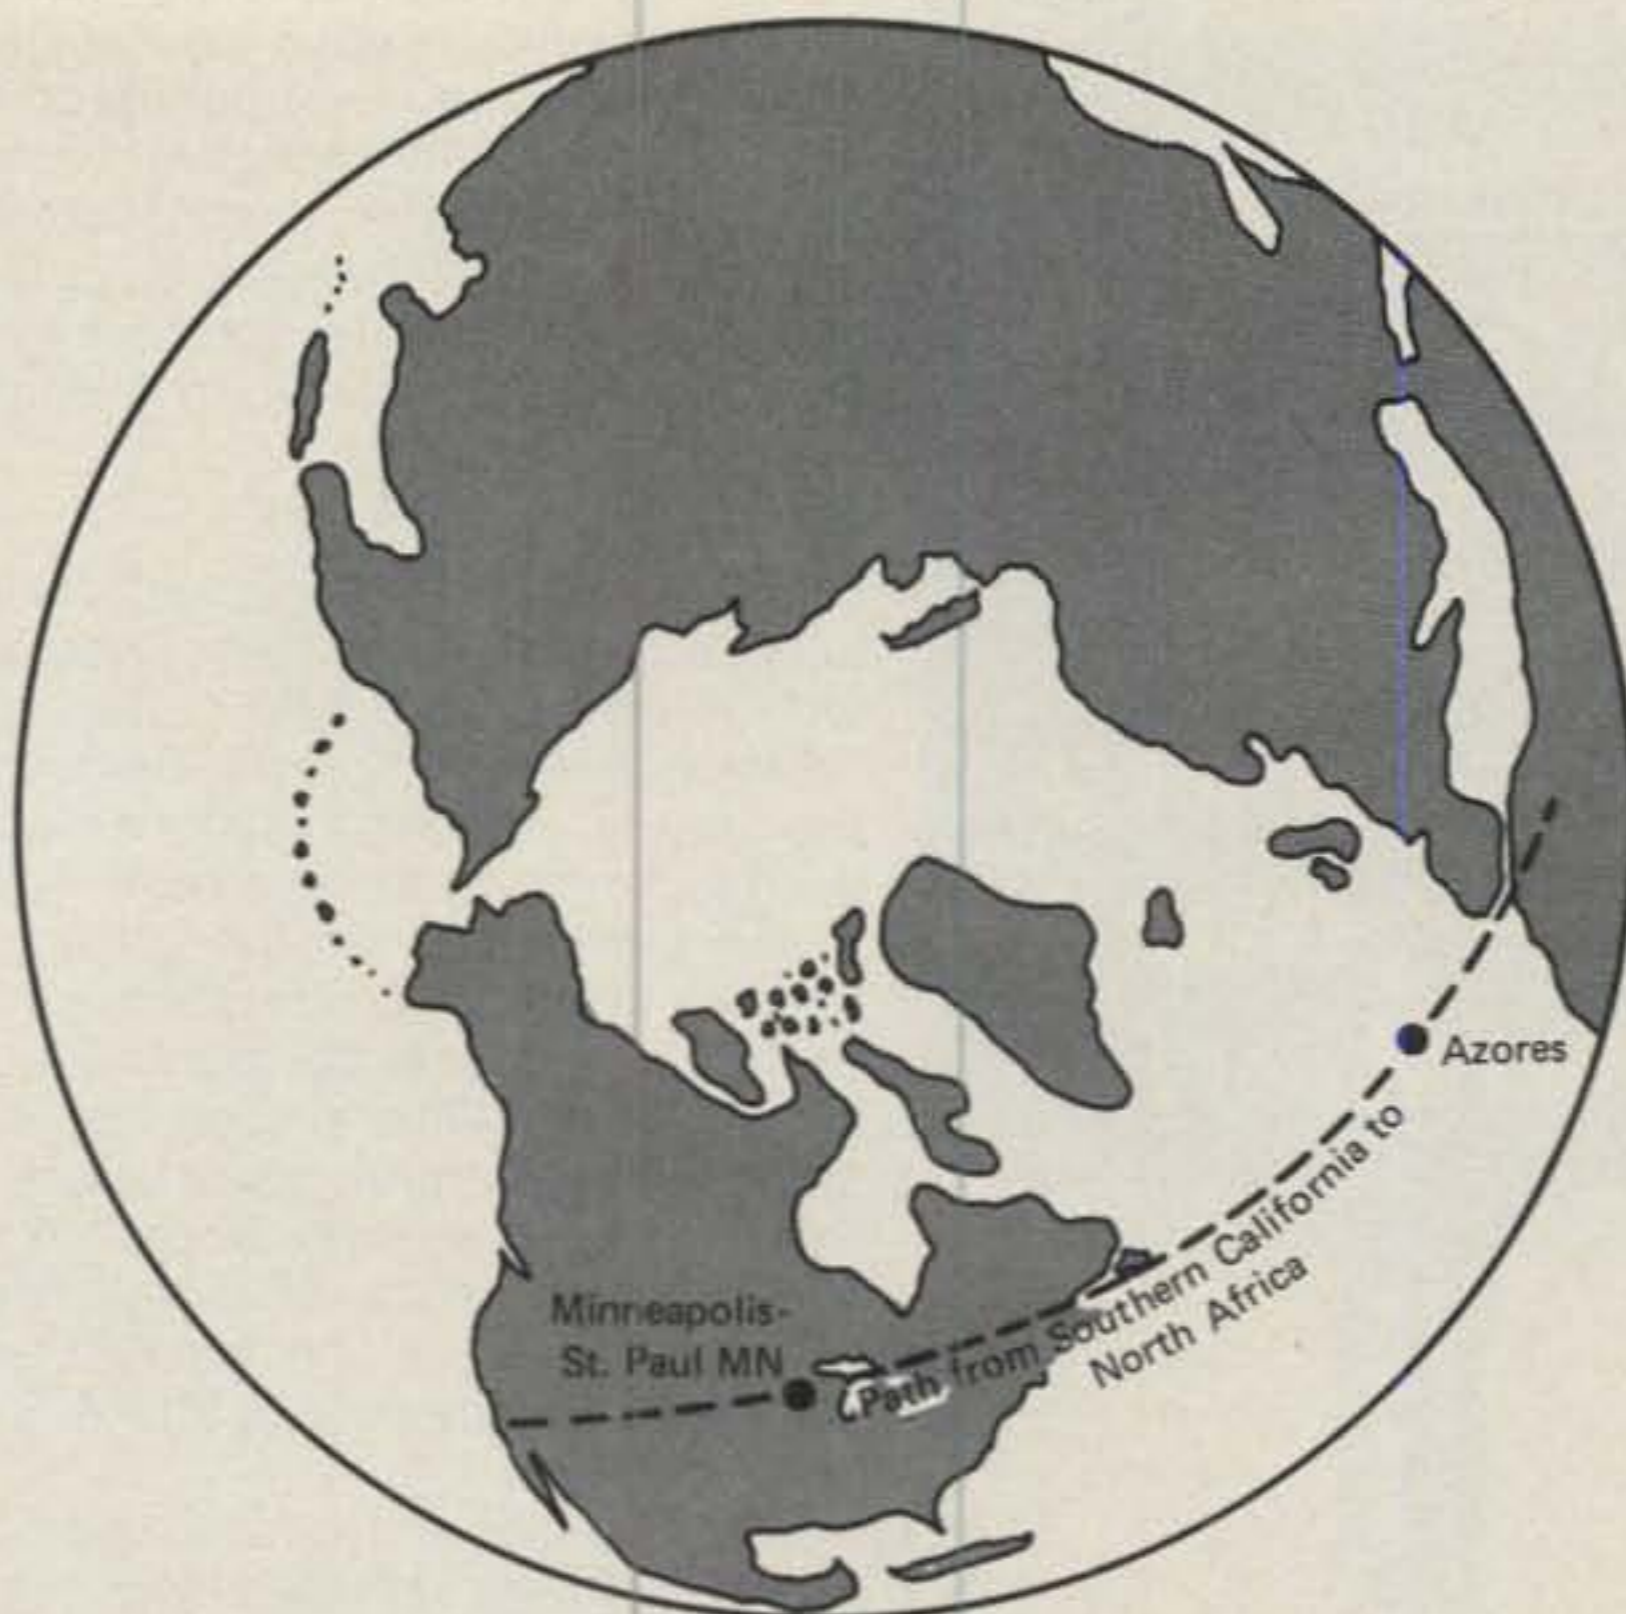 Azores
Minneapolis-
St. Paul MN
Path from Southern California to
North Africa